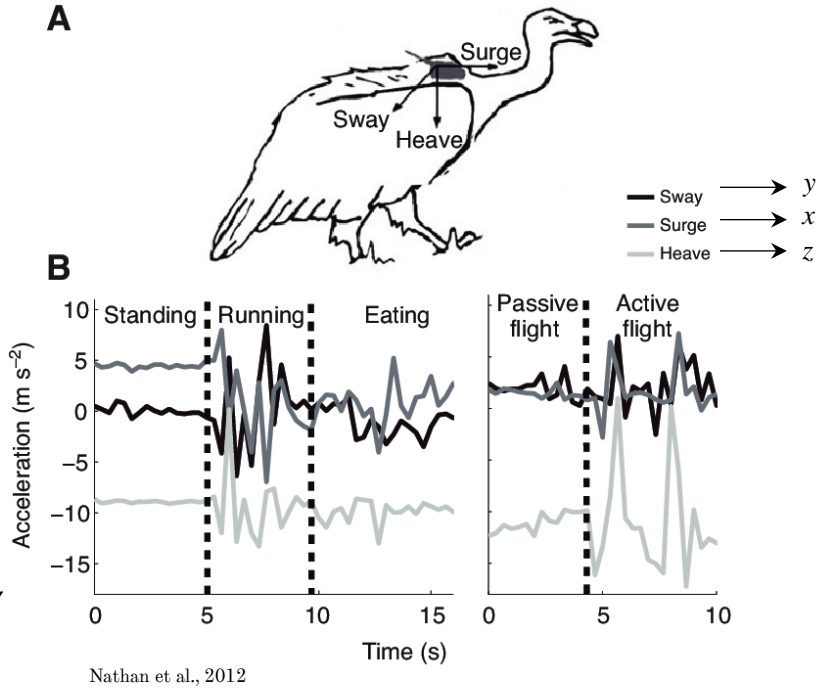 A
Surge
Sway
Heave
Sway y
Surge x
Heave z
B
Standing Running Eating
Passive flight
Active flight
Acceleration (m s⁻²)
10
5
0
−5
−10
−15
0 5 10 15
0 5 10
Time (s)
Nathan et al., 2012